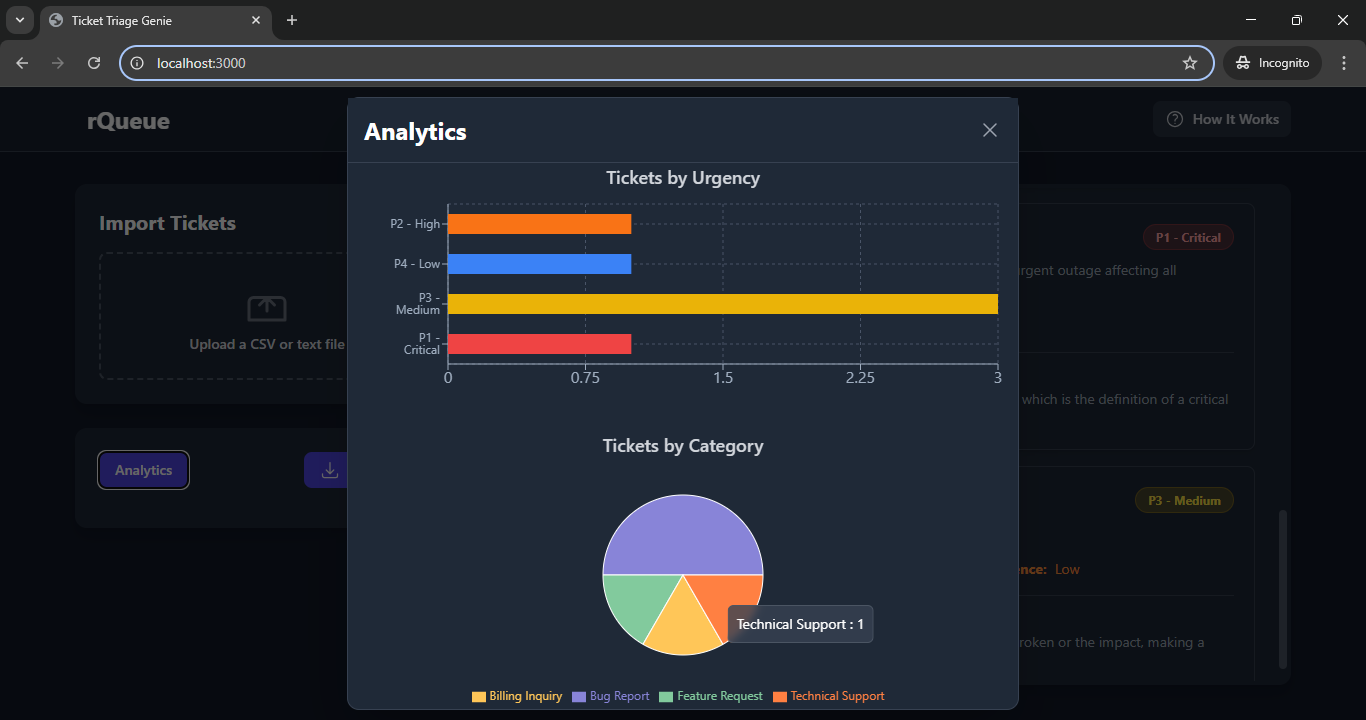 Ticket Triage Genie
localhost:3000
Incognito
rQueue
How It Works
Import Tickets
Upload a CSV or text file
Analytics
Analytics
Tickets by Urgency
P2 - High
P4 - Low
P3 -
Medium
P1 -
Critical
0 0.75 1.5 2.25 3
Tickets by Category
Technical Support : 1
Billing Inquiry Bug Report Feature Request Technical Support
P1 - Critical
urgent outage affecting all
which is the definition of a critical
P3 - Medium
nce: Low
roken or the impact, making a